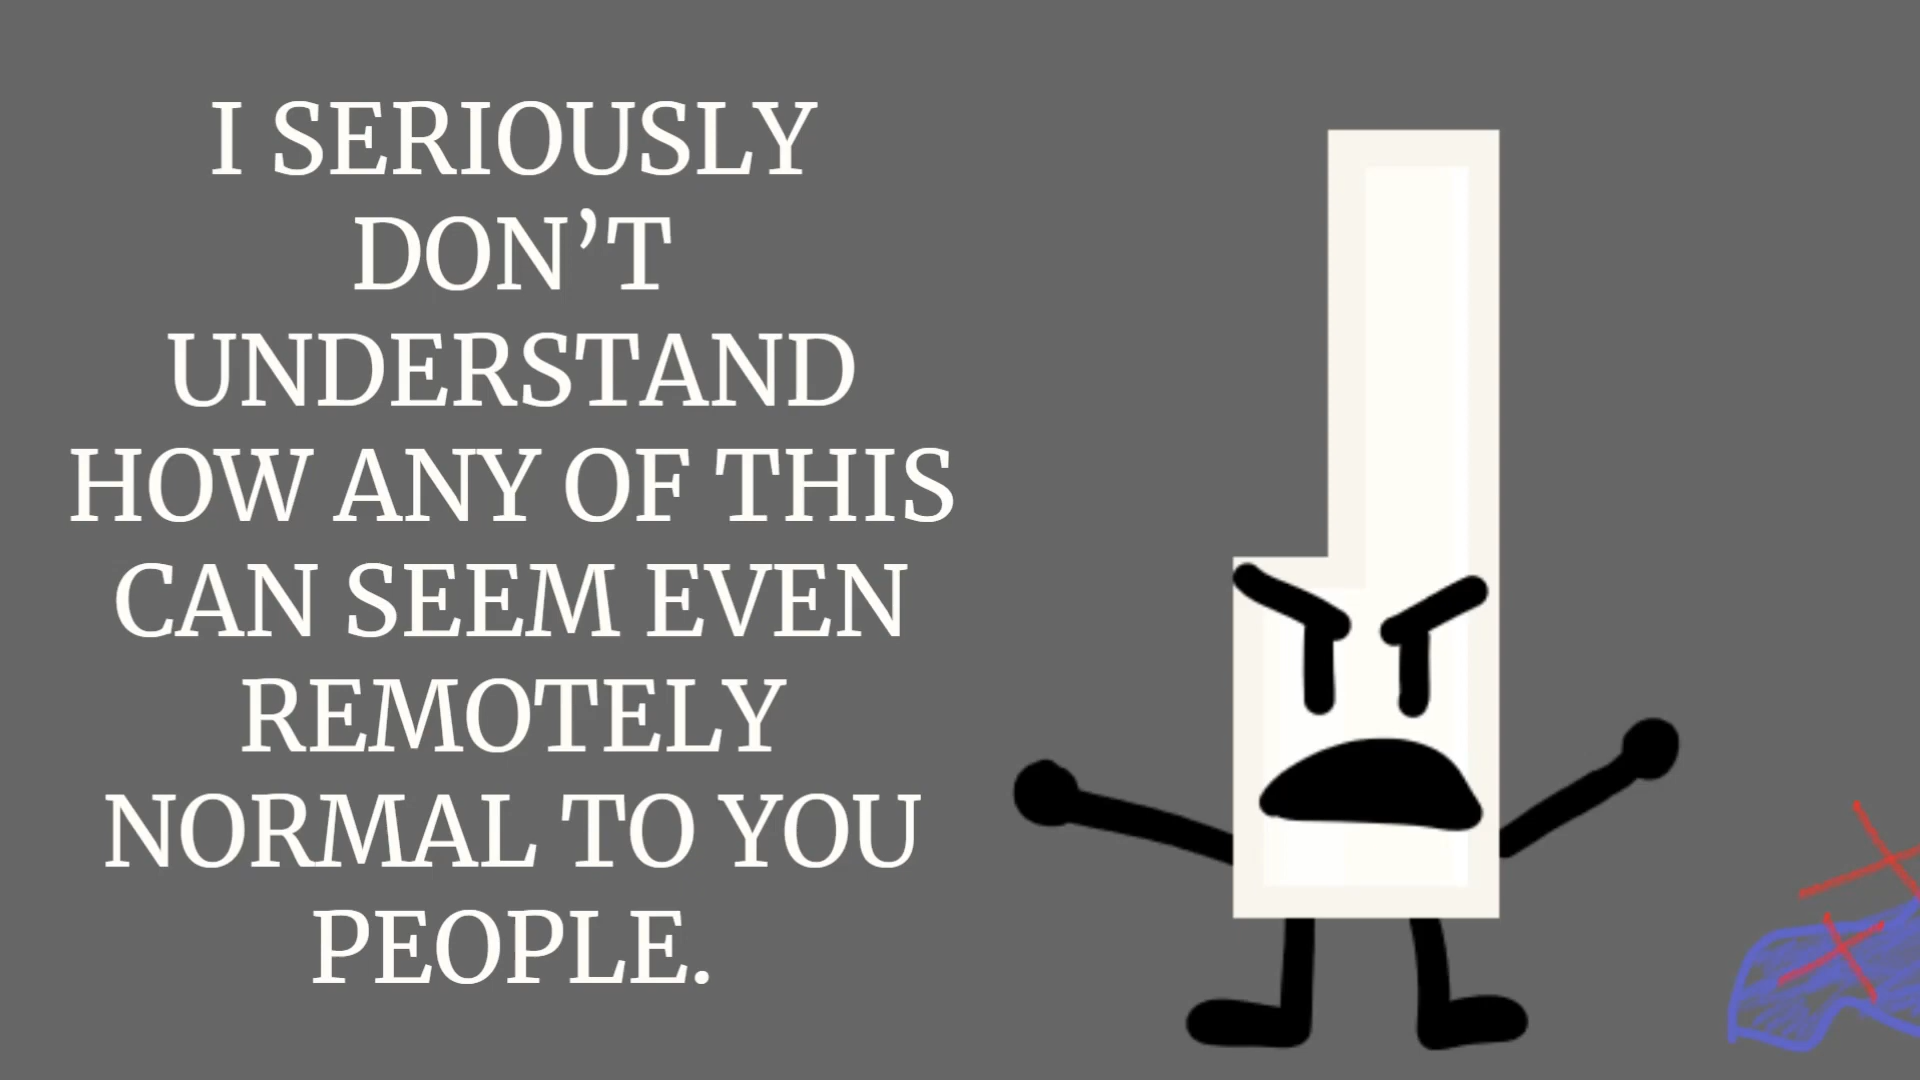 I SERIOUSLY
DON’T
UNDERSTAND
HOW ANY OF THIS
CAN SEEM EVEN
REMOTELY
NORMAL TO YOU
PEOPLE.